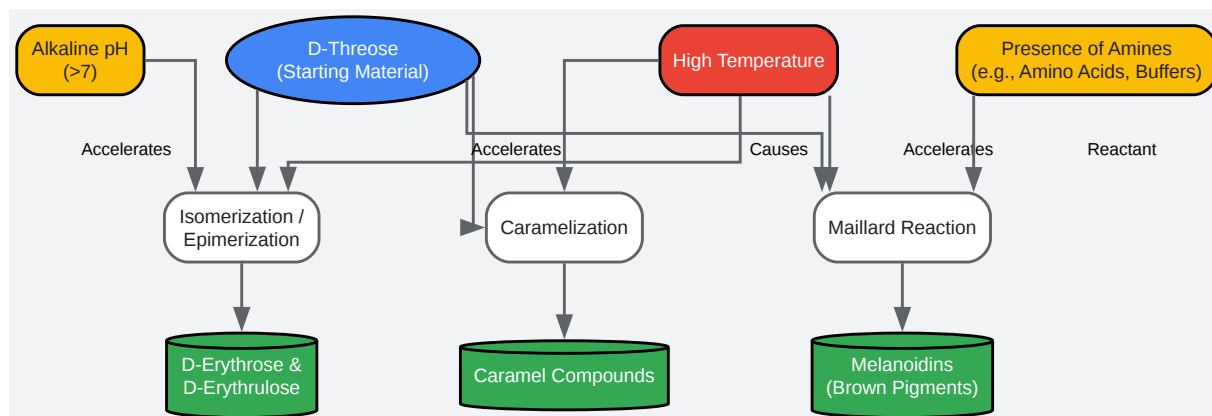 Alkaline pH
(>7)
D-Threose
(Starting Material)
High Temperature
Presence of Amines
(e.g., Amino Acids, Buffers)
Accelerates
Accelerates
Causes
Accelerates
Reactant
Isomerization /
Epimerization
Caramelization
Maillard Reaction
D-Erythrose &
D-Erythrulose
Caramel Compounds
Melanoidins
(Brown Pigments)